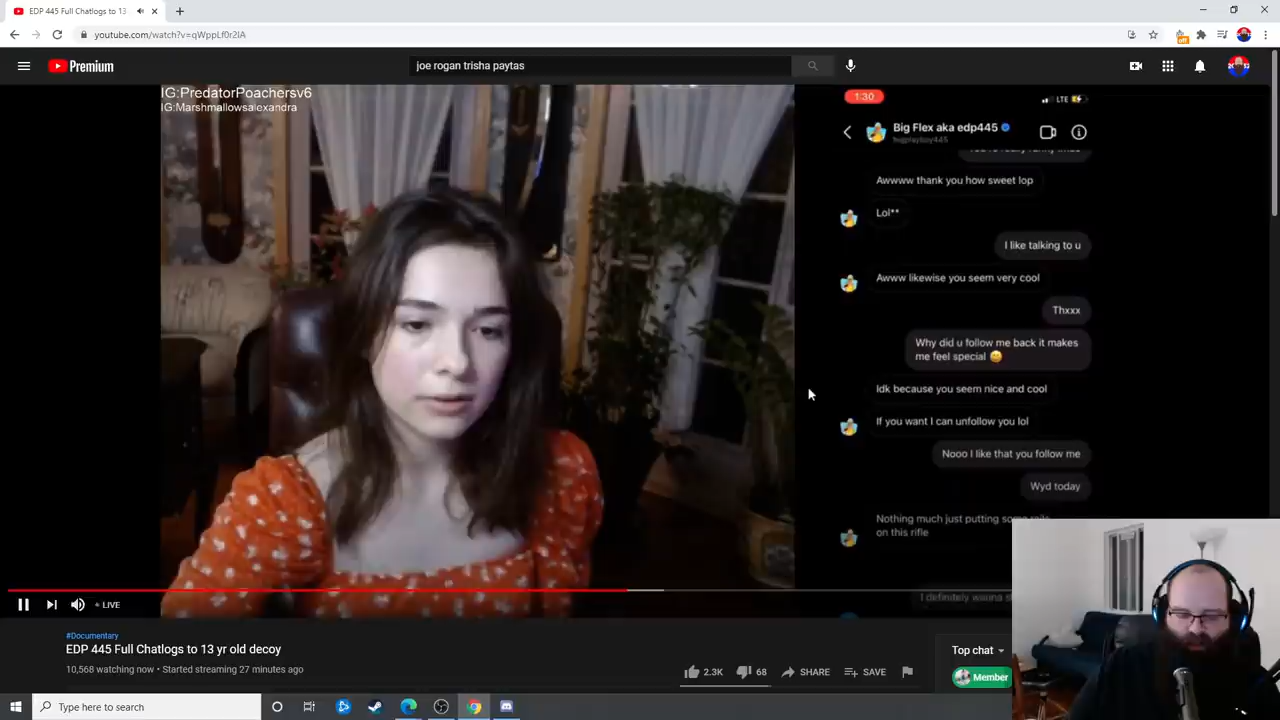 EDP 445 Full Chatlogs to 13
youtube.com/watch?v=qWppLf0r2IA
Premium
joe rogan trisha paytas
IG:PredatorPoachersv6
IG:Marshmallowsalexandra
1:30
LTE
Big Flex aka edp445
Awwww thank you how sweet lop
Lol**
I like talking to u
Awww likewise you seem very cool
Thxxx
Why did u follow me back it makes
me feel special
Idk because you seem nice and cool
If you want I can unfollow you lol
Nooo I like that you follow me
Wyd today
Nothing much just putting some
on this rifle
I definitely wanna
LIVE
#Documentary
EDP 445 Full Chatlogs to 13 yr old decoy
10,568 watching now • Started streaming 27 minutes ago
2.3K
68
SHARE
SAVE
Top chat
Member
Type here to search